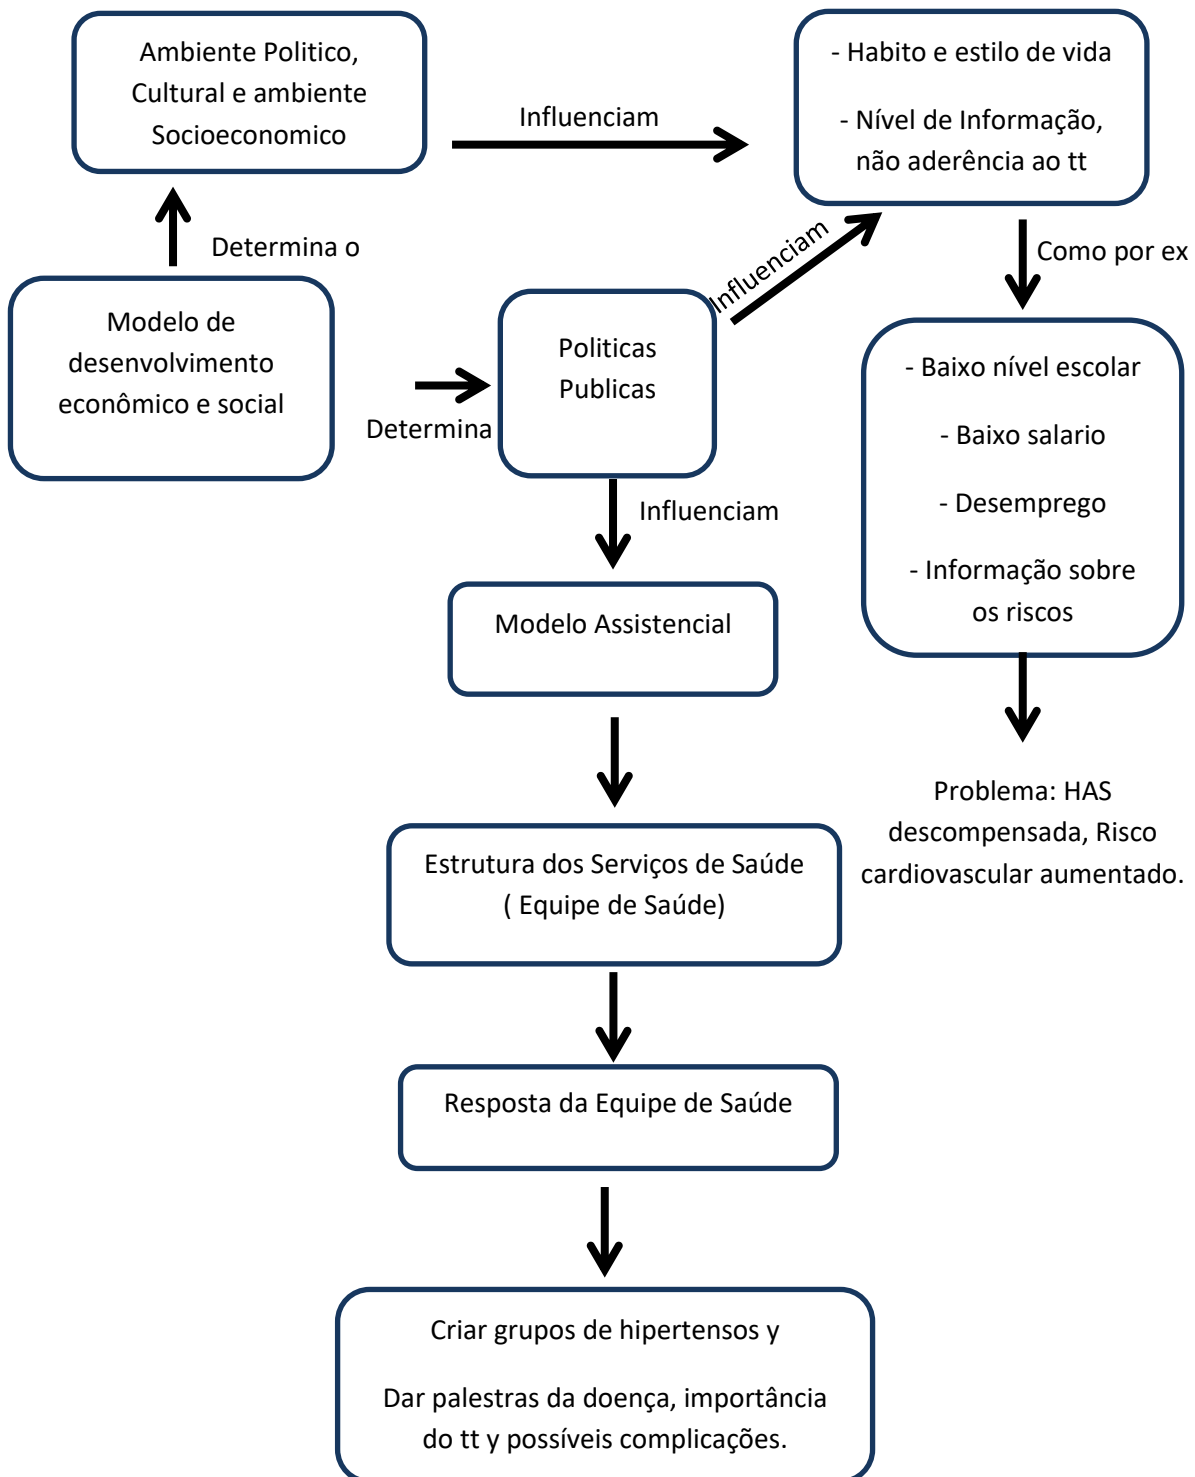 Ambiente Politico,
Cultural e ambiente
Socioeconomico
Influenciam
- Habito e estilo de vida
- Nível de Informação,
não aderência ao tt
Determina o
Influenciam
Como por ex
Modelo de
desenvolvimento
econômico e social
Determina
Politicas
Publicas
- Baixo nível escolar
- Baixo salario
- Desemprego
- Informação sobre
os riscos
Influenciam
Modelo Assistencial
Problema: HAS
descompensada, Risco
cardiovascular aumentado.
Estrutura dos Serviços de Saúde
( Equipe de Saúde)
Resposta da Equipe de Saúde
Criar grupos de hipertensos y
Dar palestras da doença, importância
do tt y possíveis complicações.